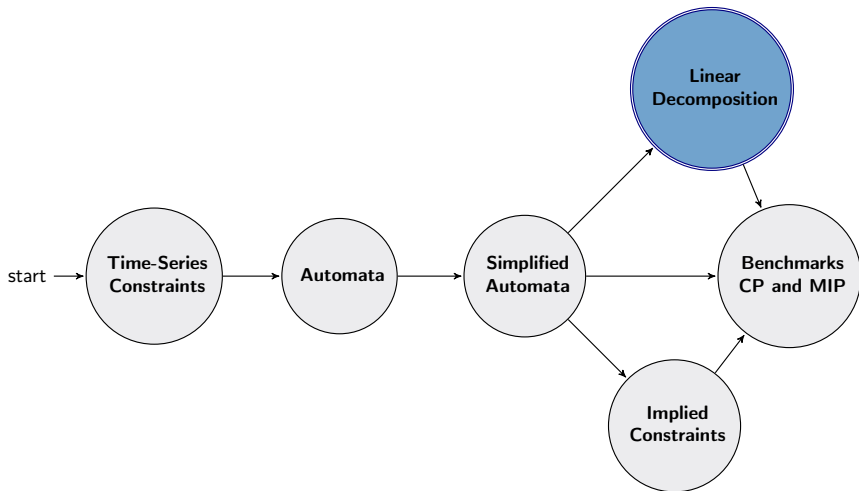 Linear
Decomposition
start
Time-Series
Constraints
Automata
Simplified
Automata
Benchmarks
CP and MIP
Implied
Constraints